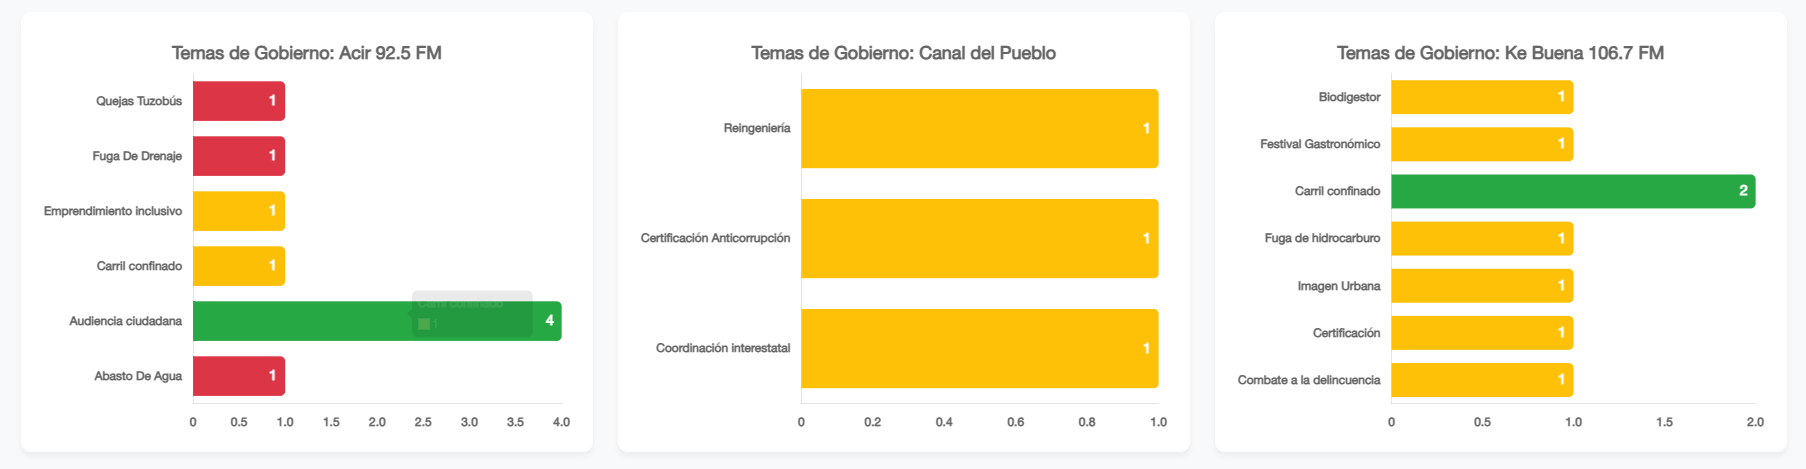 Temas de Gobierno: Acir 92.5 FM
Quejas Tuzobús 1
Fuga De Drenaje 1
Emprendimiento inclusivo 1
Carril confinado 1
Carril confinado
1
Audiencia ciudadana 4
Abasto De Agua 1
0 0.5 1.0 1.5 2.0 2.5 3.0 3.5 4.0
Temas de Gobierno: Canal del Pueblo
Reingeniería 1
Certificación Anticorrupción 1
Coordinación interestatal 1
0 0.2 0.4 0.6 0.8 1.0
Temas de Gobierno: Ke Buena 106.7 FM
Biodigestor 1
Festival Gastronómico 1
Carril confinado 2
Fuga de hidrocarburo 1
Imagen Urbana 1
Certificación 1
Combate a la delincuencia 1
0 0.5 1.0 1.5 2.0